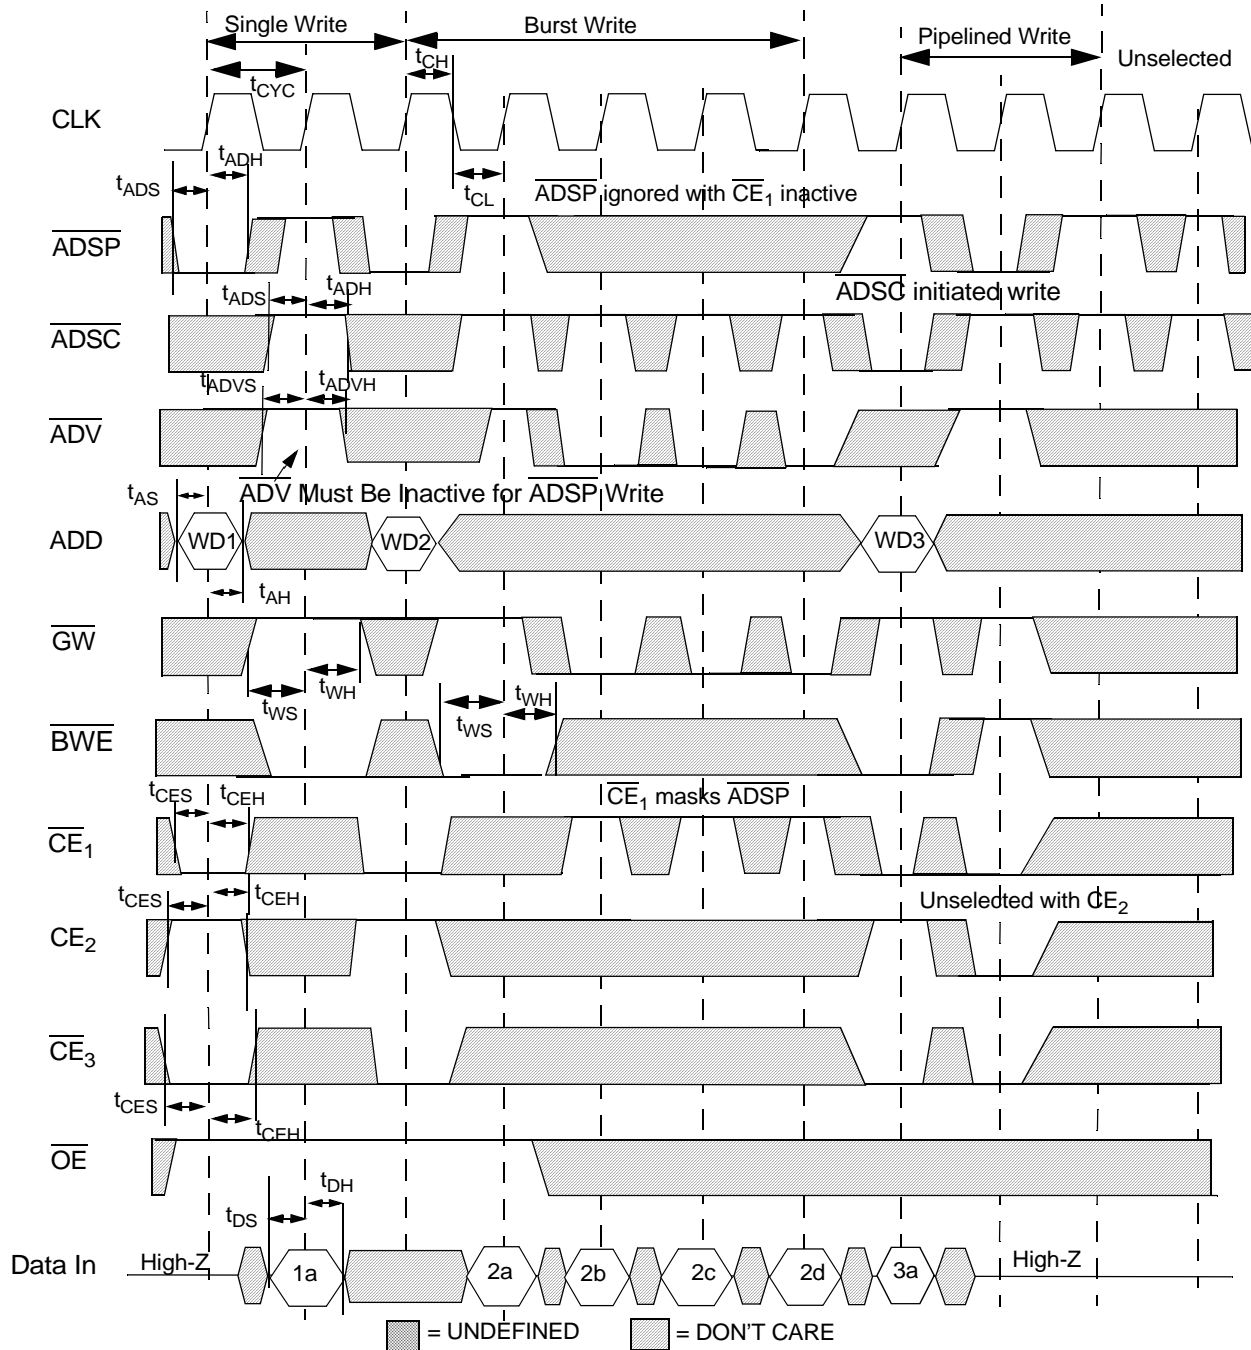 Single Write
Burst Write
Pipelined Write
Unselected
tCH
tCYC
CLK
tADH
tADS
tCL
ADSP ignored with CE1 inactive
ADSP
tADS
tADH
ADSC initiated write
ADSC
tADVS
tADVH
ADV
ADV Must Be Inactive for ADSP Write
tAS
ADD
WD1
WD2
WD3
tAH
GW
tWH
tWS
tWH
tWS
BWE
CE1 masks ADSP
tCES
tCEH
CE1
tCES
tCEH
Unselected with CE2
CE2
CE3
tCES
tCEH
OE
tDH
tDS
Data In
High-Z
1a
2a
2b
2c
2d
3a
High-Z
= UNDEFINED
= DON'T CARE